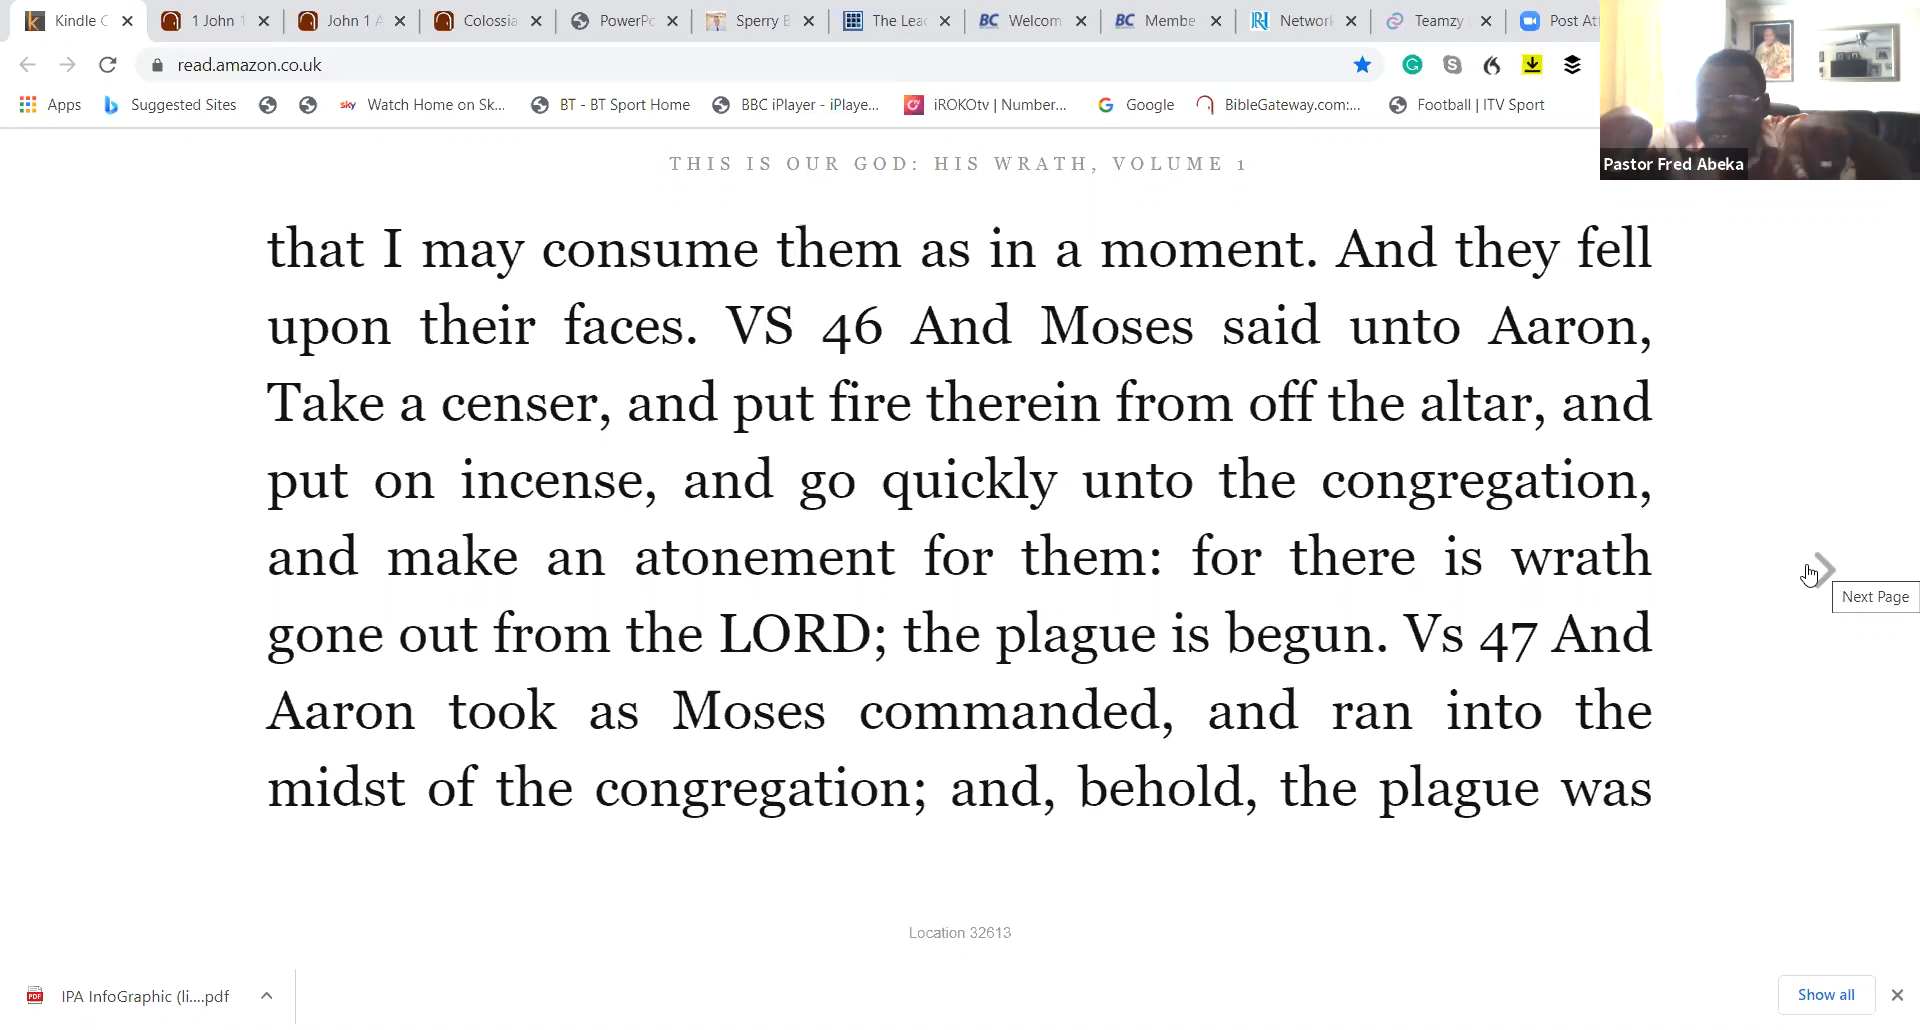 Kindle C
1 John 1
John 1 A
Colossia
PowerPo
Sperry B
The Lea
Welcom
Membe
Network
Teamzy
Post Att
read.amazon.co.uk
Apps
Suggested Sites
sky Watch Home on Sk...
BT - BT Sport Home
BBC iPlayer - iPlaye...
iROKOtv | Number...
Google
BibleGateway.com:...
Football | ITV Sport
Pastor Fred Abeka
THIS IS OUR GOD: HIS WRATH, VOLUME 1
that I may consume them as in a moment. And they fell
upon their faces. VS 46 And Moses said unto Aaron,
Take a censer, and put fire therein from off the altar, and
put on incense, and go quickly unto the congregation,
and make an atonement for them: for there is wrath
gone out from the LORD; the plague is begun. Vs 47 And
Aaron took as Moses commanded, and ran into the
midst of the congregation; and, behold, the plague was
Next Page
Location 32613
IPA InfoGraphic (li....pdf
Show all